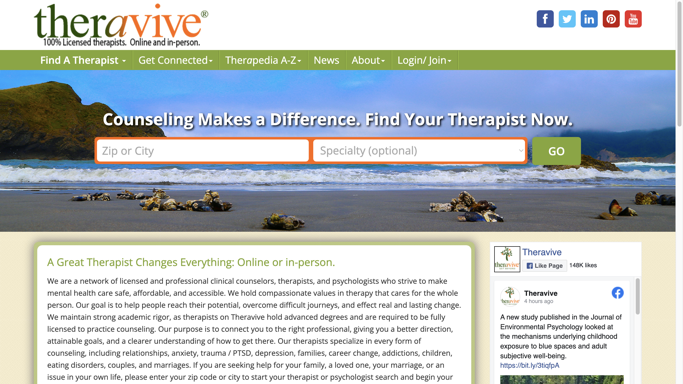 theravive®
100% Licensed therapists. Online and in-person.
Find A Therapist
Get Connected
Therapedia A-Z
News
About
Login/ Join
Counseling Makes a Difference. Find Your Therapist Now.
Zip or City
Specialty (optional)
GO
A Great Therapist Changes Everything: Online or in-person.
We are a network of licensed and professional clinical counselors, therapists, and psychologists who strive to make
mental health care safe, affordable, and accessible. We hold compassionate values in therapy that cares for the whole
person. Our goal is to help people reach their potential, overcome difficult journeys, and effect real and lasting change.
We maintain strong academic rigor, as therapists on Theravive hold advanced degrees and are required to be fully
licensed to practice counseling. Our purpose is to connect you to the right professional, giving you a better direction,
attainable goals, and a clearer understanding of how to get there. Our therapists specialize in every form of
counseling, including relationships, anxiety, trauma / PTSD, depression, families, career change, addictions, children,
eating disorders, couples, and marriages. If you are seeking help for your family, a loved one, your marriage, or an
issue in your own life, please enter your zip code or city to start your therapist or psychologist search and begin your
theravive
Theravive
Like Page
148K likes
theravive
Theravive
4 hours ago
A new study published in the Journal of
Environmental Psychology looked at
the mechanisms underlying childhood
exposure to blue spaces and adult
subjective well-being.
https://bit.ly/3tiqfpA